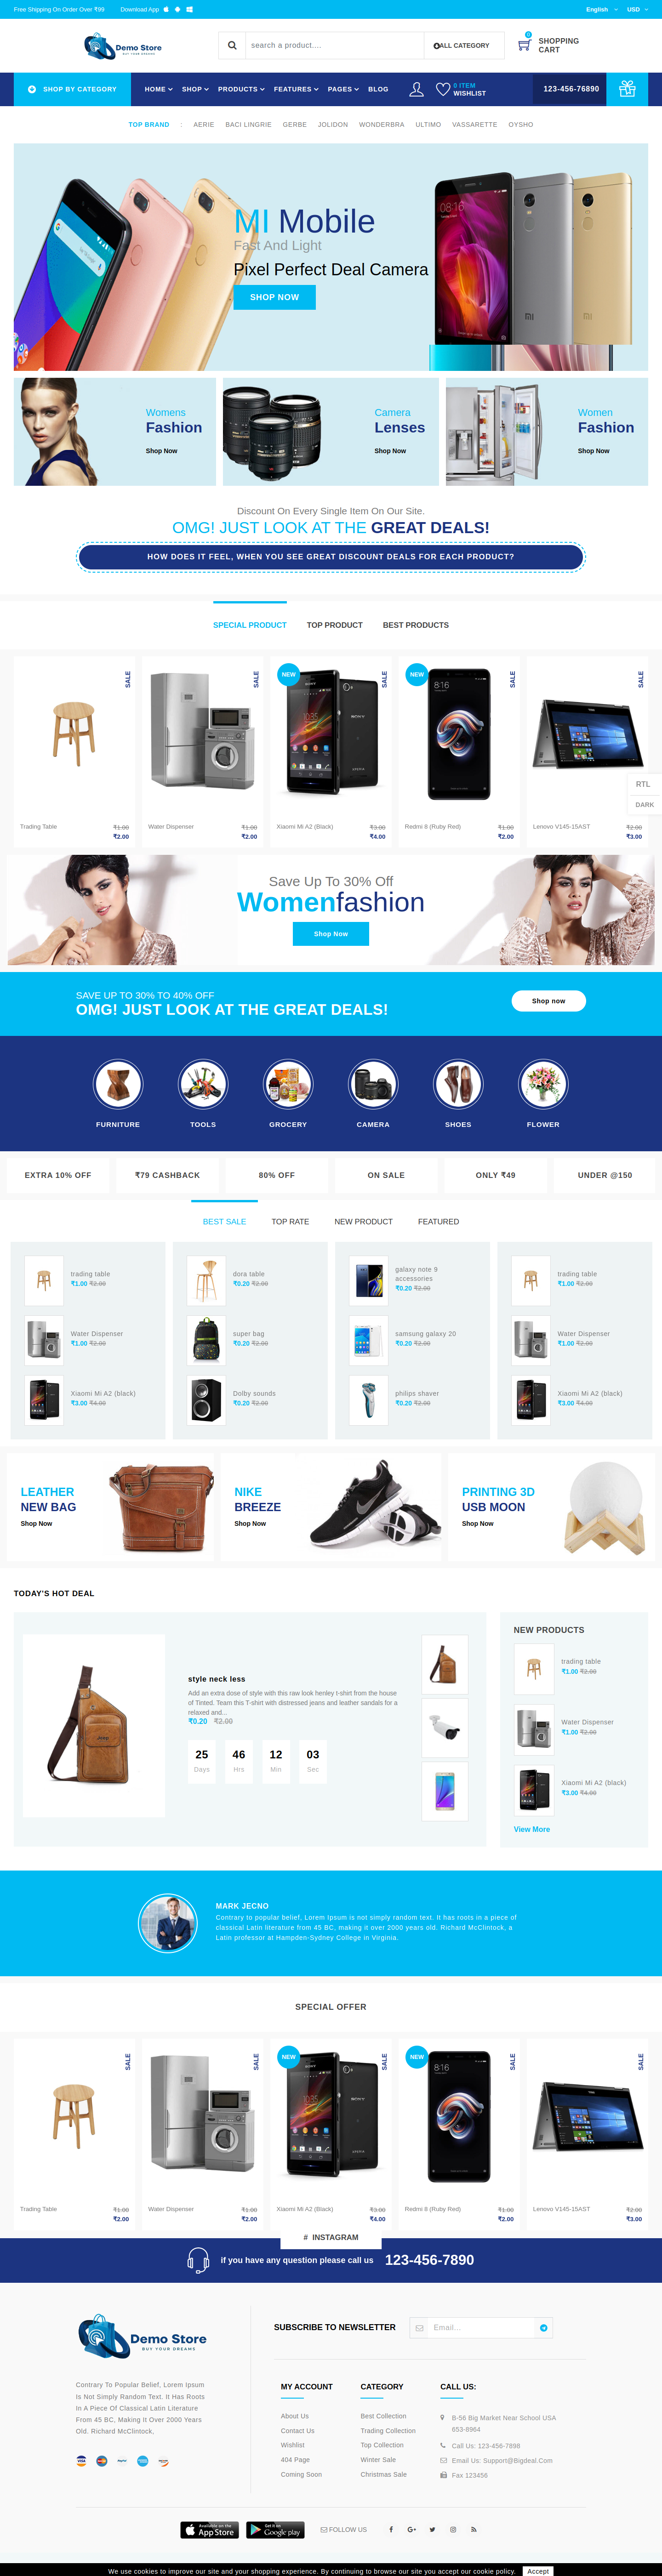 Free Shipping On Order Over ₹99
Download App
English
USD
Demo Store
BUY YOUR DREAMS
search a product....
ALL CATEGORY
0
SHOPPING
CART
SHOP BY CATEGORY
HOME
SHOP
PRODUCTS
FEATURES
PAGES
BLOG
0 ITEM
WISHLIST
123-456-76890
TOP BRAND : AERIE BACI LINGRIE GERBE JOLIDON WONDERBRA ULTIMO VASSARETTE OYSHO
MI Mobile
Fast And Light
Pixel Perfect Deal Camera
SHOP NOW
Womens
Fashion
Shop Now
Camera
Lenses
Shop Now
Women
Fashion
Shop Now
Discount On Every Single Item On Our Site.
OMG! JUST LOOK AT THE GREAT DEALS!
HOW DOES IT FEEL, WHEN YOU SEE GREAT DISCOUNT DEALS FOR EACH PRODUCT?
SPECIAL PRODUCT
TOP PRODUCT
BEST PRODUCTS
SALE
SALE
NEW
SALE
NEW
SALE
SALE
RTL
DARK
Trading Table
₹1.00
₹2.00
Water Dispenser
₹1.00
₹2.00
Xiaomi Mi A2 (Black)
₹3.00
₹4.00
Redmi 8 (Ruby Red)
₹1.00
₹2.00
Lenovo V145-15AST
₹2.00
₹3.00
Save Up To 30% Off
Womenfashion
Shop Now
SAVE UP TO 30% TO 40% OFF
OMG! JUST LOOK AT THE GREAT DEALS!
Shop now
FURNITURE
TOOLS
GROCERY
CAMERA
SHOES
FLOWER
EXTRA 10% OFF
₹79 CASHBACK
80% OFF
ON SALE
ONLY ₹49
UNDER @150
BEST SALE
TOP RATE
NEW PRODUCT
FEATURED
trading table
₹1.00 ₹2.00
Water Dispenser
₹1.00 ₹2.00
Xiaomi Mi A2 (black)
₹3.00 ₹4.00
dora table
₹0.20 ₹2.00
super bag
₹0.20 ₹2.00
Dolby sounds
₹0.20 ₹2.00
galaxy note 9
accessories
₹0.20 ₹2.00
samsung galaxy 20
₹0.20 ₹2.00
philips shaver
₹0.20 ₹2.00
trading table
₹1.00 ₹2.00
Water Dispenser
₹1.00 ₹2.00
Xiaomi Mi A2 (black)
₹3.00 ₹4.00
LEATHER
NEW BAG
Shop Now
NIKE
BREEZE
Shop Now
PRINTING 3D
USB MOON
Shop Now
TODAY'S HOT DEAL
style neck less
Add an extra dose of style with this raw look henley t-shirt from the house
of Tinted. Team this T-shirt with distressed jeans and leather sandals for a
relaxed and...
₹0.20 ₹2.00
25
Days
46
Hrs
12
Min
03
Sec
NEW PRODUCTS
trading table
₹1.00 ₹2.00
Water Dispenser
₹1.00 ₹2.00
Xiaomi Mi A2 (black)
₹3.00 ₹4.00
View More
MARK JECNO
Contrary to popular belief, Lorem Ipsum is not simply random text. It has roots in a piece of
classical Latin literature from 45 BC, making it over 2000 years old. Richard McClintock, a
Latin professor at Hampden-Sydney College in Virginia.
SPECIAL OFFER
SALE
SALE
NEW
SALE
NEW
SALE
SALE
Trading Table
₹1.00
₹2.00
Water Dispenser
₹1.00
₹2.00
Xiaomi Mi A2 (Black)
₹3.00
₹4.00
Redmi 8 (Ruby Red)
₹1.00
₹2.00
Lenovo V145-15AST
₹2.00
₹3.00
# INSTAGRAM
if you have any question please call us
123-456-7890
Demo Store
BUY YOUR DREAMS
Contrary To Popular Belief, Lorem Ipsum
Is Not Simply Random Text. It Has Roots
In A Piece Of Classical Latin Literature
From 45 BC, Making It Over 2000 Years
Old. Richard McClintock,
SUBSCRIBE TO NEWSLETTER
Email...
MY ACCOUNT
About Us
Contact Us
Wishlist
404 Page
Coming Soon
CATEGORY
Best Collection
Trading Collection
Top Collection
Winter Sale
Christmas Sale
CALL US:
B-56 Big Market Near School USA
653-8964
Call Us: 123-456-7898
Email Us: Support@Bigdeal.Com
Fax 123456
Available on the
App Store
Get it on
Google play
FOLLOW US
We use cookies to improve our site and your shopping experience. By continuing to browse our site you accept our cookie policy.
Accept